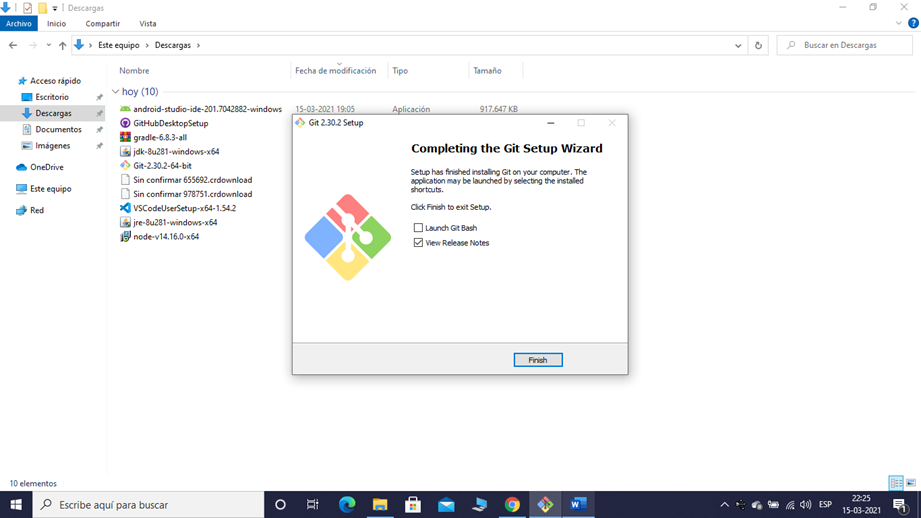 Descargas
Archivo Inicio Compartir Vista
Este equipo Descargas
Buscar en Descargas
Nombre Fecha de modificación Tipo Tamaño
Acceso rápido
Escritorio
Descargas
Documentos
Imágenes
OneDrive
Este equipo
Red
hoy (10)
android-studio-ide-201.7042882-windows 15-03-2021 19:05 Aplicación 917.647 KB
GitHubDesktopSetup
gradle-6.8.3-all
jdk-8u281-windows-x64
Git-2.30.2-64-bit
Sin confirmar 655692.crdownload
Sin confirmar 978751.crdownload
VSCodeUserSetup-x64-1.54.2
jre-8u281-windows-x64
node-v14.16.0-x64
Git 2.30.2 Setup
Completing the Git Setup Wizard
Setup has finished installing Git on your computer. The
application may be launched by selecting the installed
shortcuts.
Click Finish to exit Setup.
Launch Git Bash
View Release Notes
Finish
10 elementos
Escribe aquí para buscar
ESP
22:25
15-03-2021
1